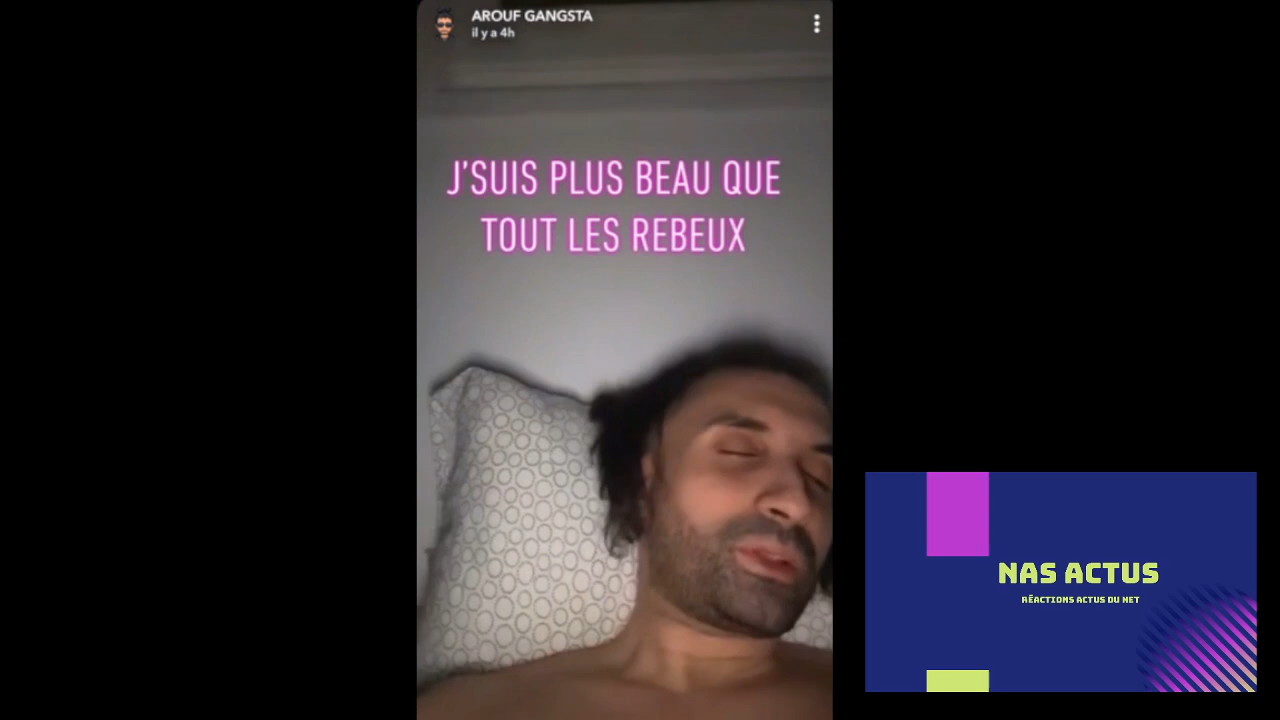 AROUF GANGSTA
il y a 4h
J'SUIS PLUS BEAU QUE
TOUT LES REBEUX
NAS ACTUS
RÉACTIONS ACTUS DU NET